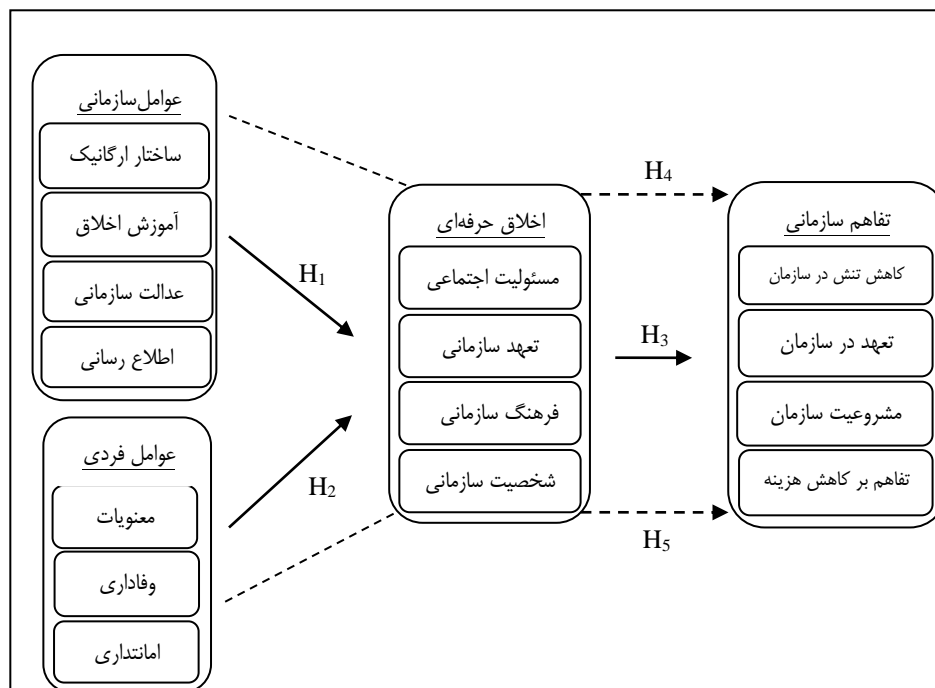 عوامل‌سازمانی
ساختار ارگانیک
آموزش اخلاق
عدالت سازمانی
اطلاع رسانی
عوامل فردی
معنویات
وفاداری
امانتداری
H₁
H₂
اخلاق حرفه‌ای
مسئولیت اجتماعی
تعهد سازمانی
فرهنگ سازمانی
شخصیت سازمانی
H₄
H₃
H₅
تفاهم سازمانی
کاهش تنش در سازمان
تعهد در سازمان
مشروعیت سازمان
تفاهم بر کاهش هزینه